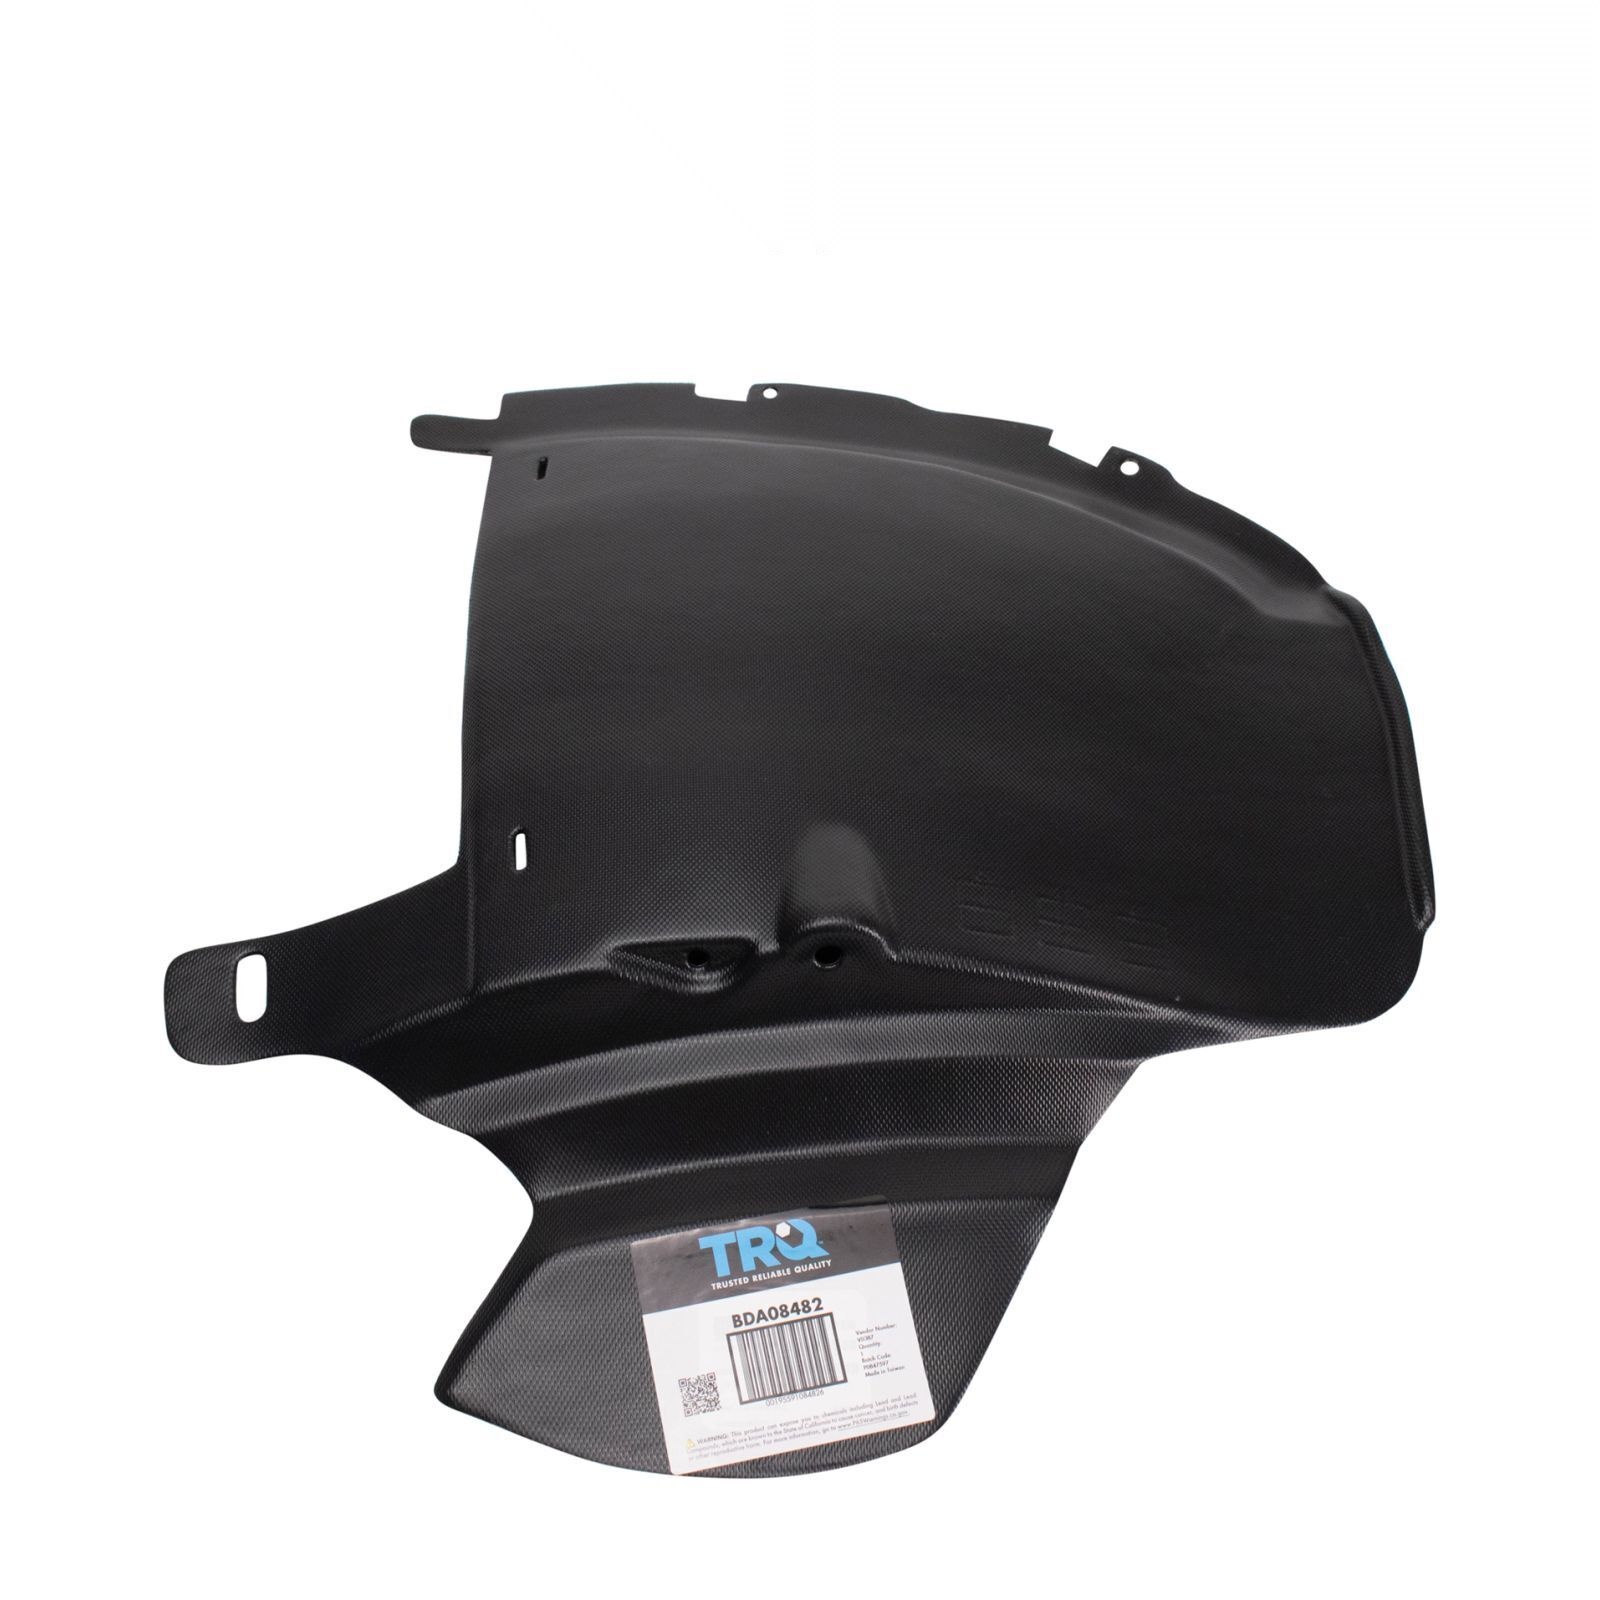 TRQ
TRUSTED RELIABLE QUALITY
BDA08482
Vendor Number:
V0387
Quantity:
1
Batch Code:
P0847597
Made in Taiwan
00195591084826
WARNING: This product can expose you to chemicals including Lead and Lead
Compounds, which are known to the State of California to cause cancer, and birth defects
or other reproductive harm. For more information, go to www.P65Warnings.ca.gov